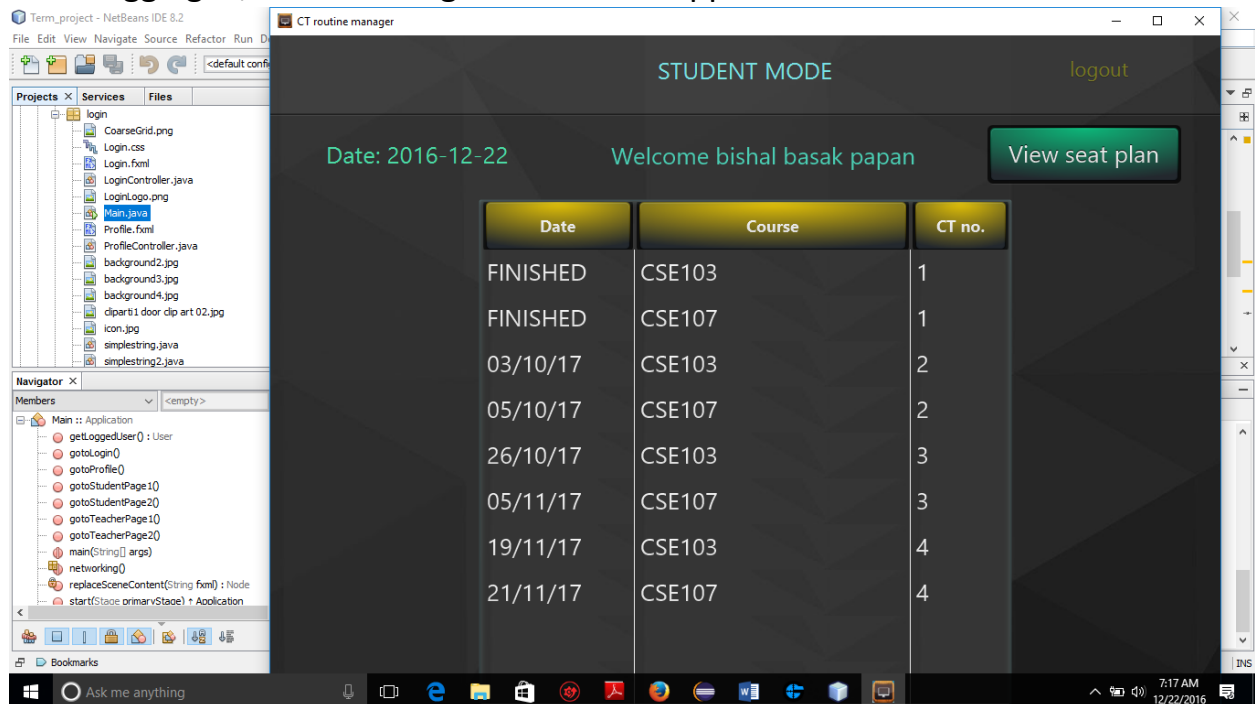 Term_project - NetBeans IDE 8.2
File Edit View Navigate Source Refactor Run
<default
Projects Services Files
login
CoarseGrid.png
Login.css
Login.fxml
LoginController.java
LoginLogo.png
Main.java
Profile.fxml
ProfileController.java
background2.jpg
background3.jpg
background4.jpg
cliparti1 door clip art 02.jpg
icon.jpg
simplestring.java
simplestring2.java
Navigator
Members <empty>
Main :: Application
getLoggedUser() : User
gotoLogin()
gotoProfile()
gotoStudentPage1()
gotoStudentPage2()
gotoTeacherPage1()
gotoTeacherPage2()
main(String[] args)
networking()
replaceSceneContent(String fxml) : Node
start(Stage primaryStage) ↑ Application
Bookmarks
CT routine manager
STUDENT MODE logout
Date: 2016-12-22 Welcome bishal basak papan View seat plan
Date Course CT no.
FINISHED CSE103 1
FINISHED CSE107 1
03/10/17 CSE103 2
05/10/17 CSE107 2
26/10/17 CSE103 3
05/11/17 CSE107 3
19/11/17 CSE103 4
21/11/17 CSE107 4
INS
Ask me anything
7:17 AM
12/22/2016